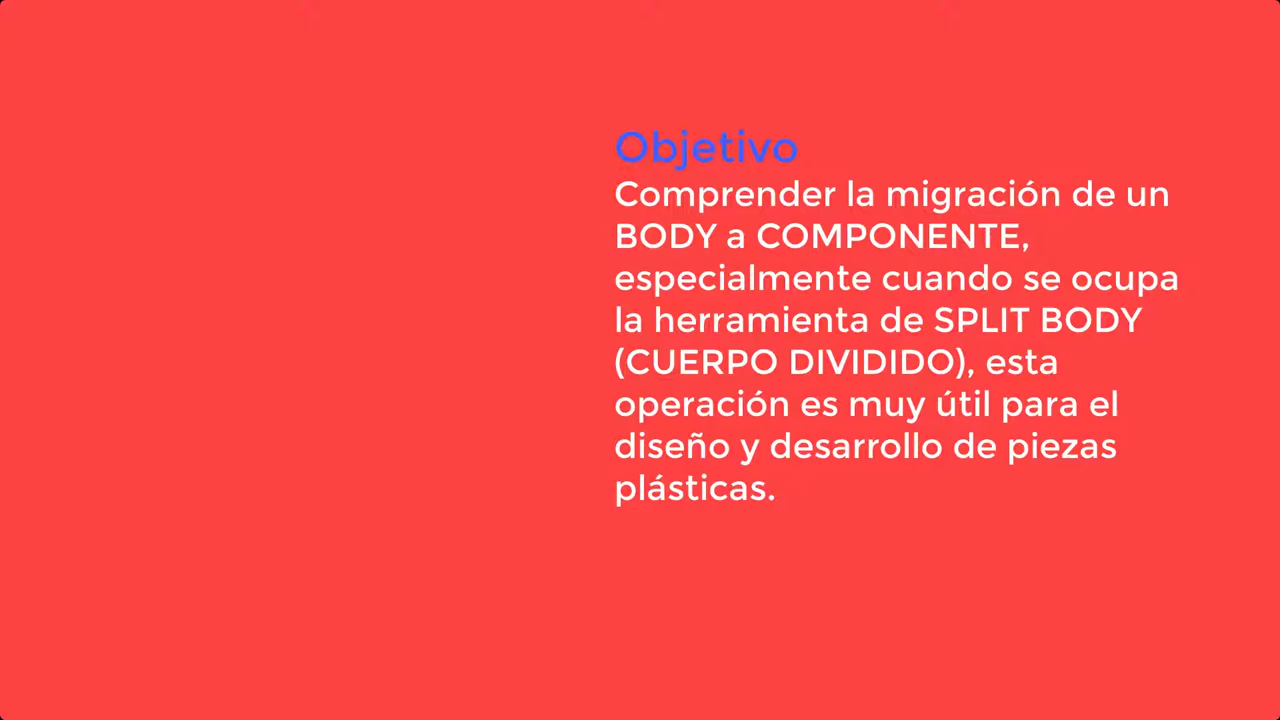 Objetivo
Comprender la migración de un
BODY a COMPONENTE,
especialmente cuando se ocupa
la herramienta de SPLIT BODY
(CUERPO DIVIDIDO), esta
operación es muy útil para el
diseño y desarrollo de piezas
plásticas.